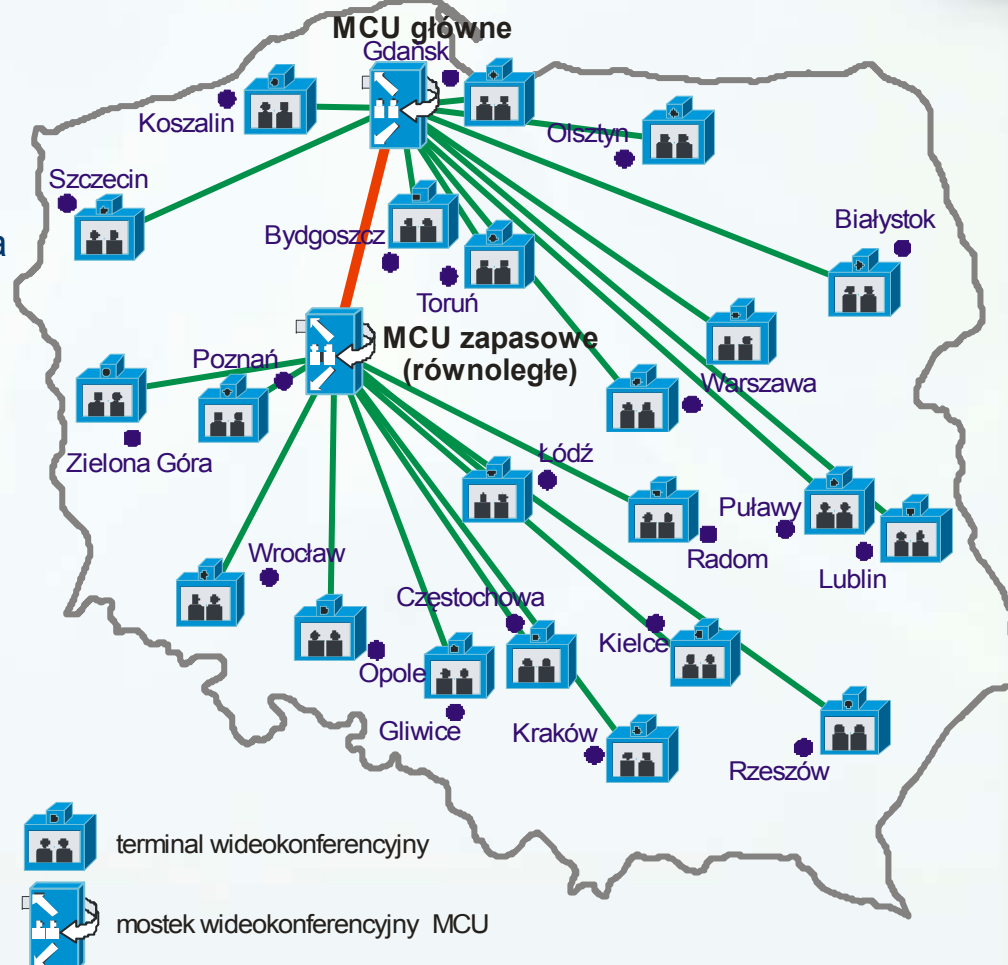 MCU główne
Gdańsk
Koszalin
Olsztyn
Szczecin
Białystok
Bydgoszcz
a
Toruń
MCU zapasowe
(równoległe)
Poznań
Warszawa
Zielona Góra
Łódź
Puławy
Radom
Lublin
Wrocław
Częstochowa
Kielce
Opole
Gliwice
Kraków
Rzeszów
terminal wideokonferencyjny
mostek wideokonferencyjny MCU